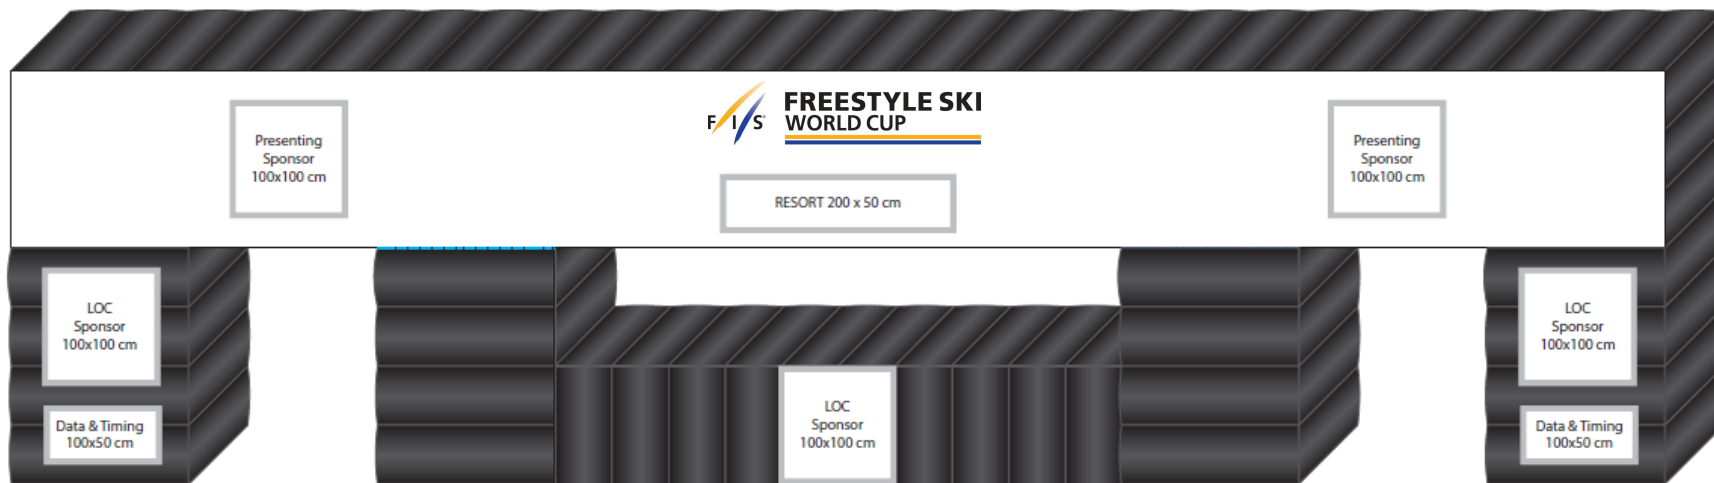 FIS
FREESTYLE SKI
WORLD CUP
Presenting
Sponsor
100x100 cm
RESORT 200 x 50 cm
Presenting
Sponsor
100x100 cm
LOC
Sponsor
100x100 cm
Data & Timing
100x50 cm
LOC
Sponsor
100x100 cm
LOC
Sponsor
100x100 cm
Data & Timing
100x50 cm